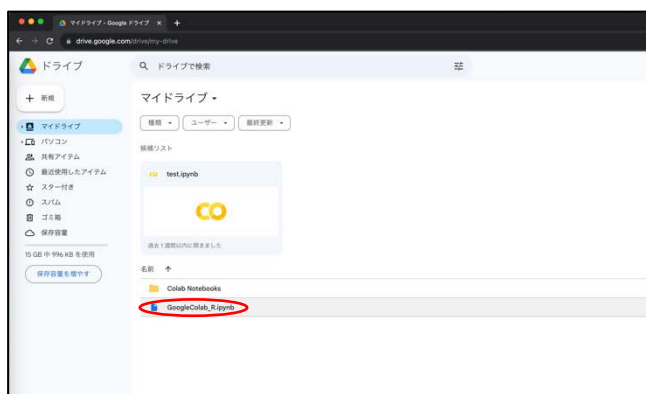 マイドライブ - Google ドライブ
drive.google.com/drive/my-drive
ドライブ
ドライブで検索
新規
マイドライブ
種類
ユーザー
最終更新
マイドライブ
パソコン
共有アイテム
最近使用したアイテム
スター付き
スパム
ゴミ箱
保存容量
15 GB 中 996 KB を使用
保存容量を増やす
候補リスト
test.ipynb
過去 1 週間以内に開きました
名前
Colab Notebooks
GoogleColab_R.ipynb